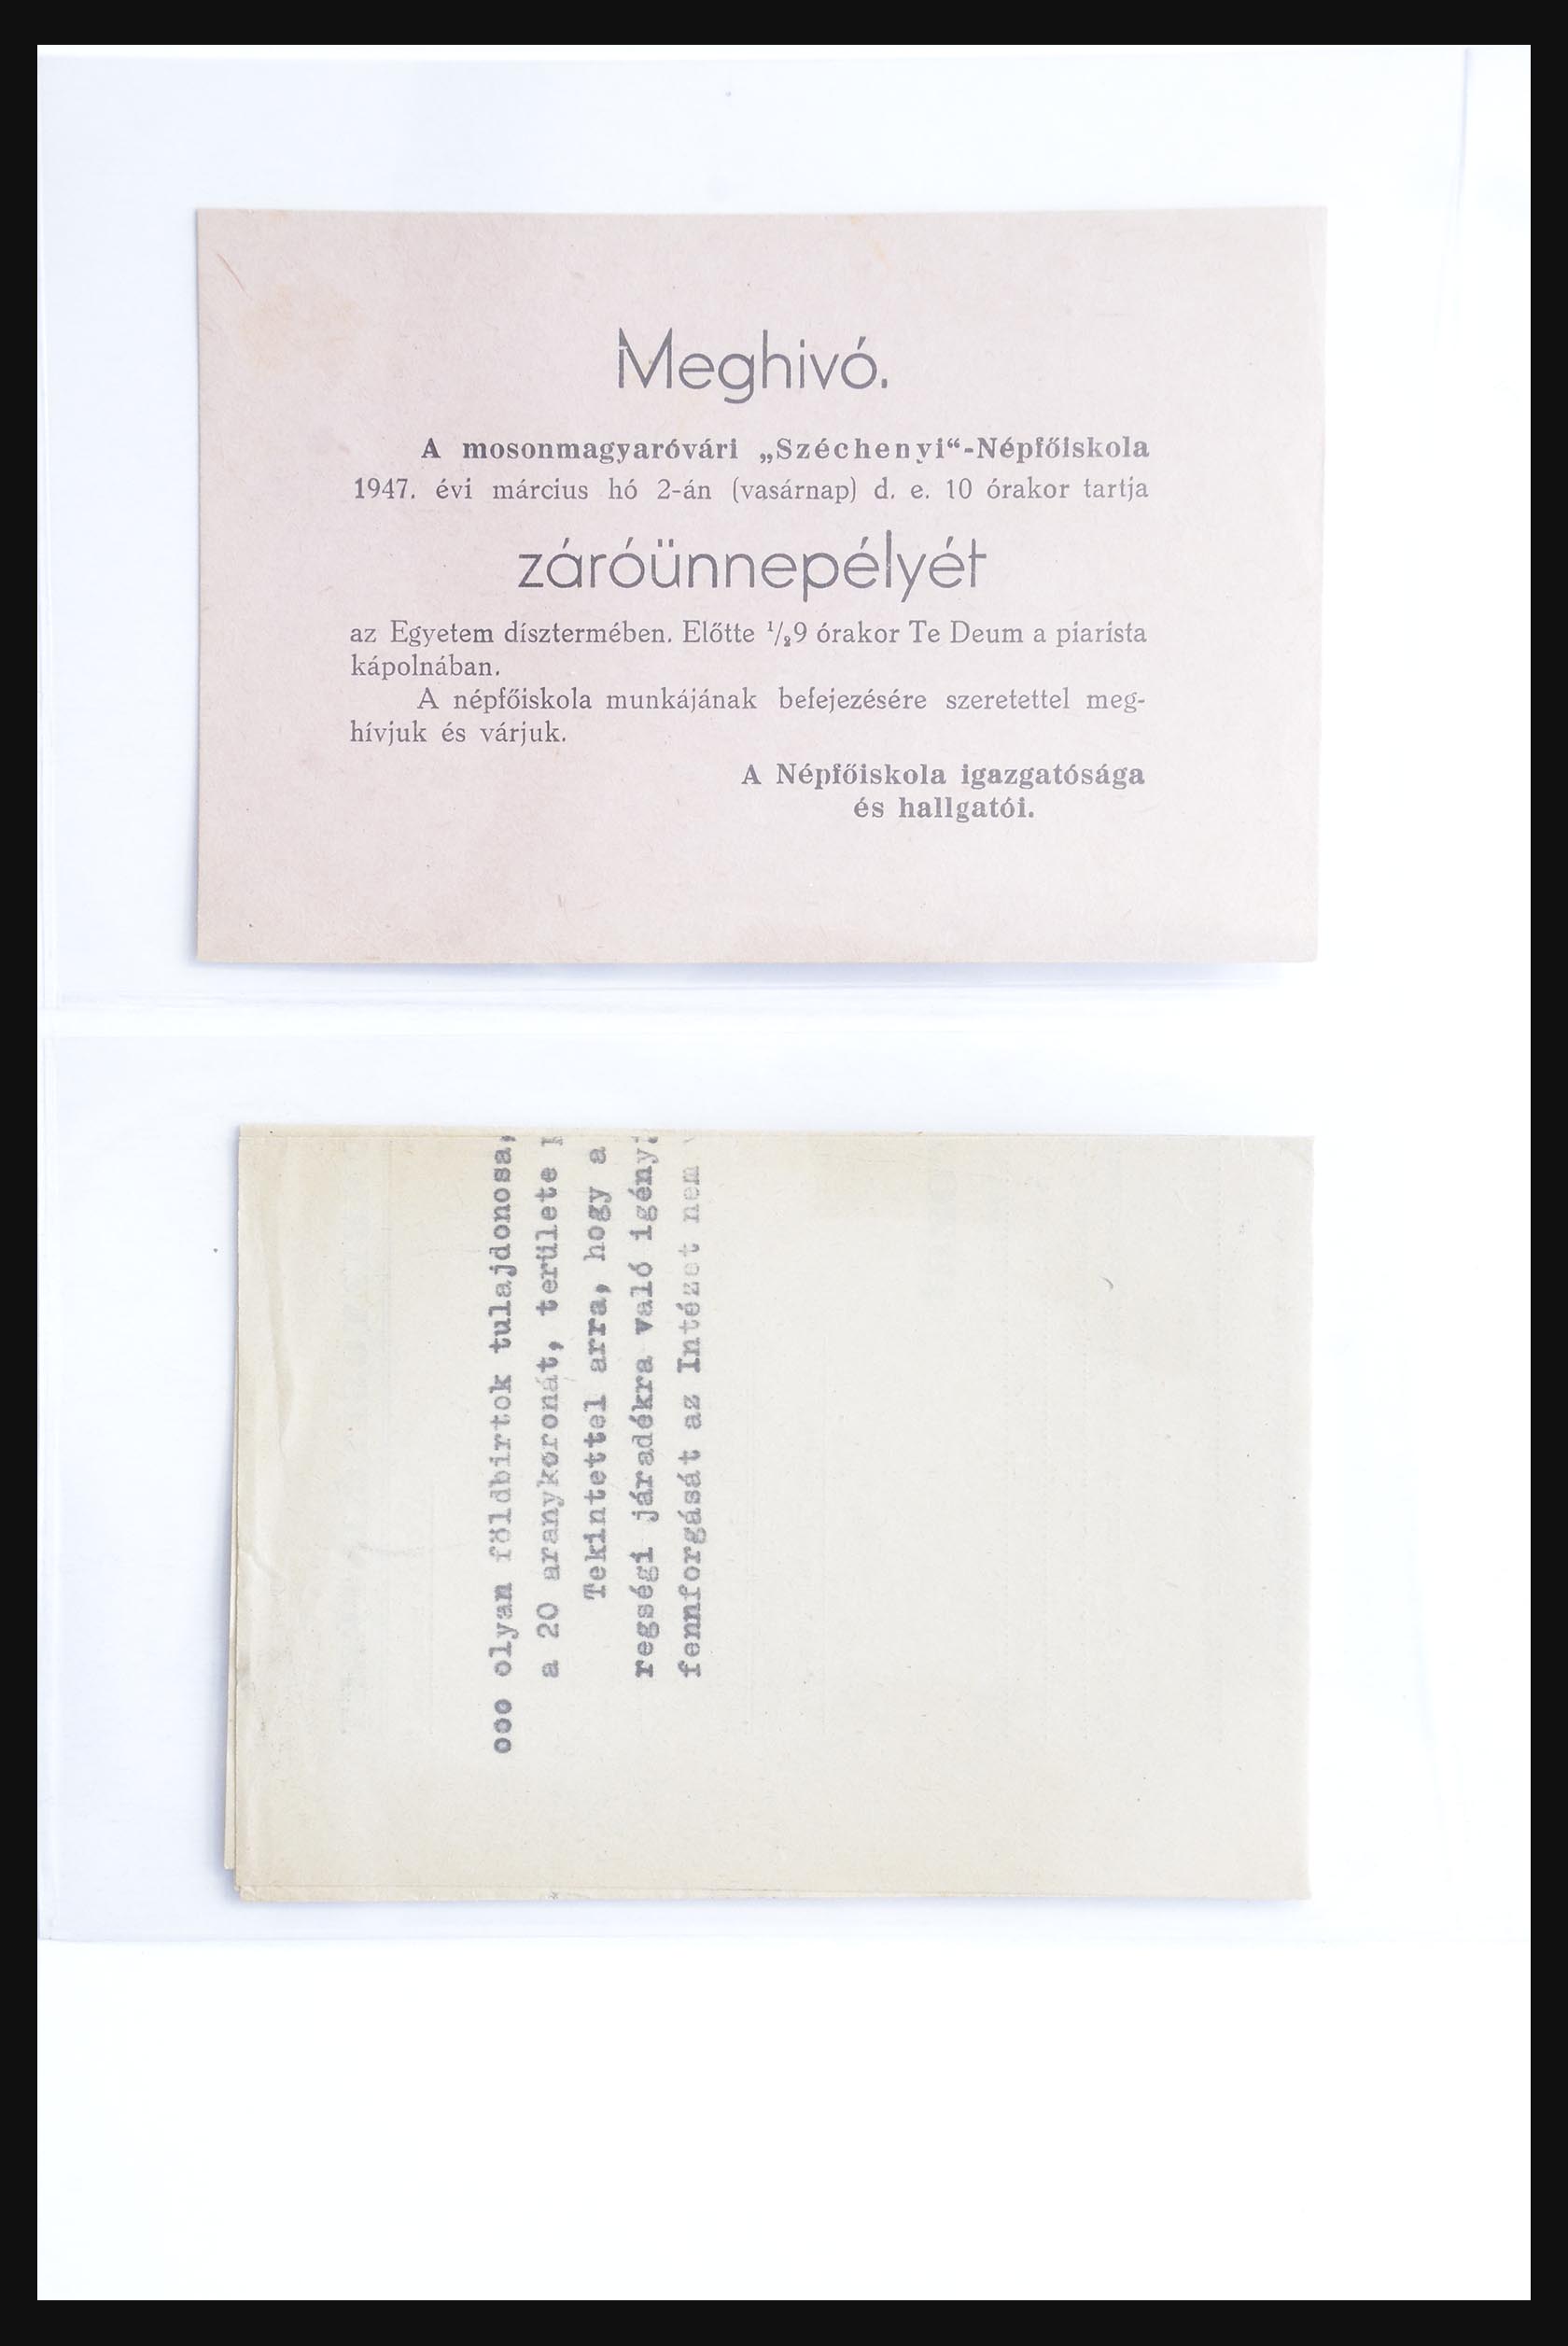 Meghivó.
A mosonmagyaróvári „Széchenyi“-Népfőiskola
1947. évi március hó 2-án (vasárnap) d. e. 10 órakor tartja
záróünnepélyét
az Egyetem dísztermében. Előtte ½9 órakor Te Deum a piarista
kápolnában.
A népfőiskola munkájának befejezésére szeretettel meg-
hívjuk és várjuk.
A Népfőiskola igazgatósága
és hallgatói.
ooo olyan földbirtok tulajdonosa,
a 20 aranykoronát, területe
Tekintettel arra, hogy a
regségi járadékra való igény
fennforgását az Intézet nem